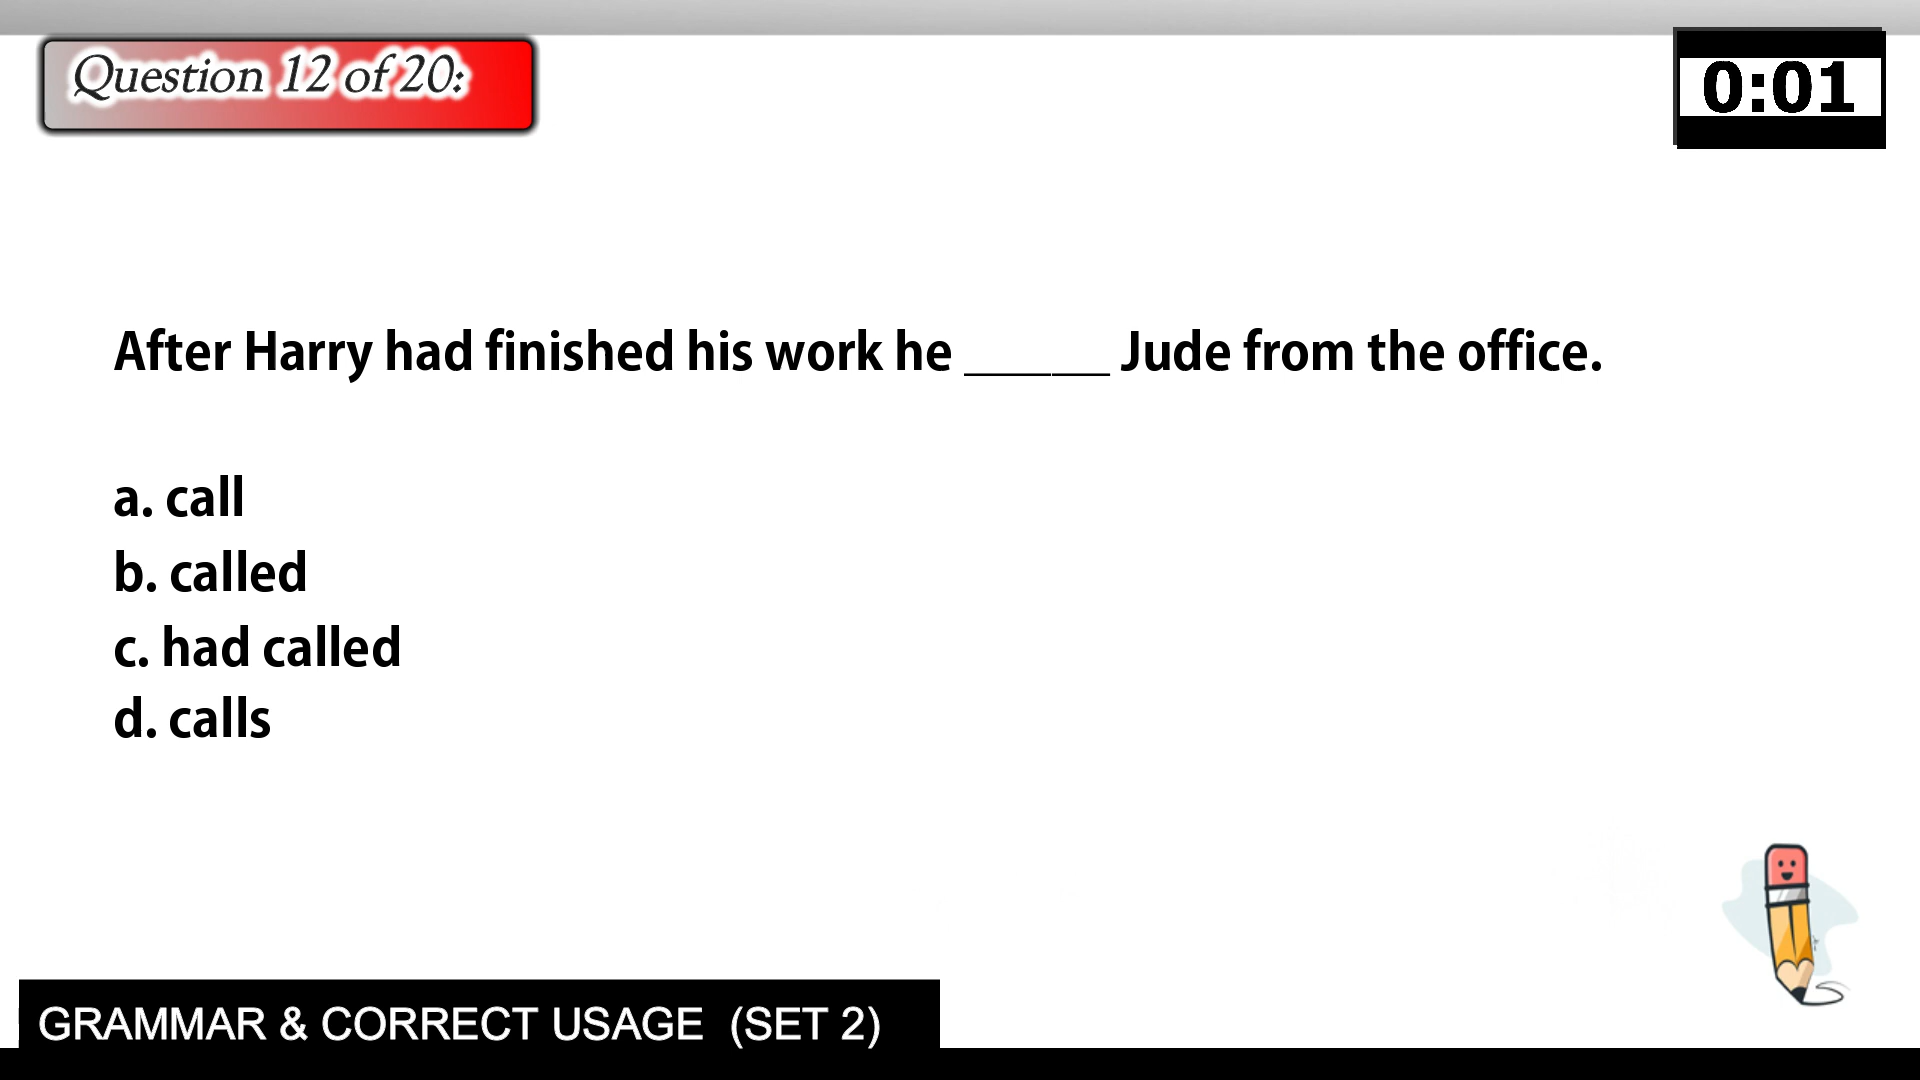 Question 12 of 20:
0:01
After Harry had finished his work he _____ Jude from the office.
a. call
b. called
c. had called
d. calls
GRAMMAR & CORRECT USAGE (SET 2)